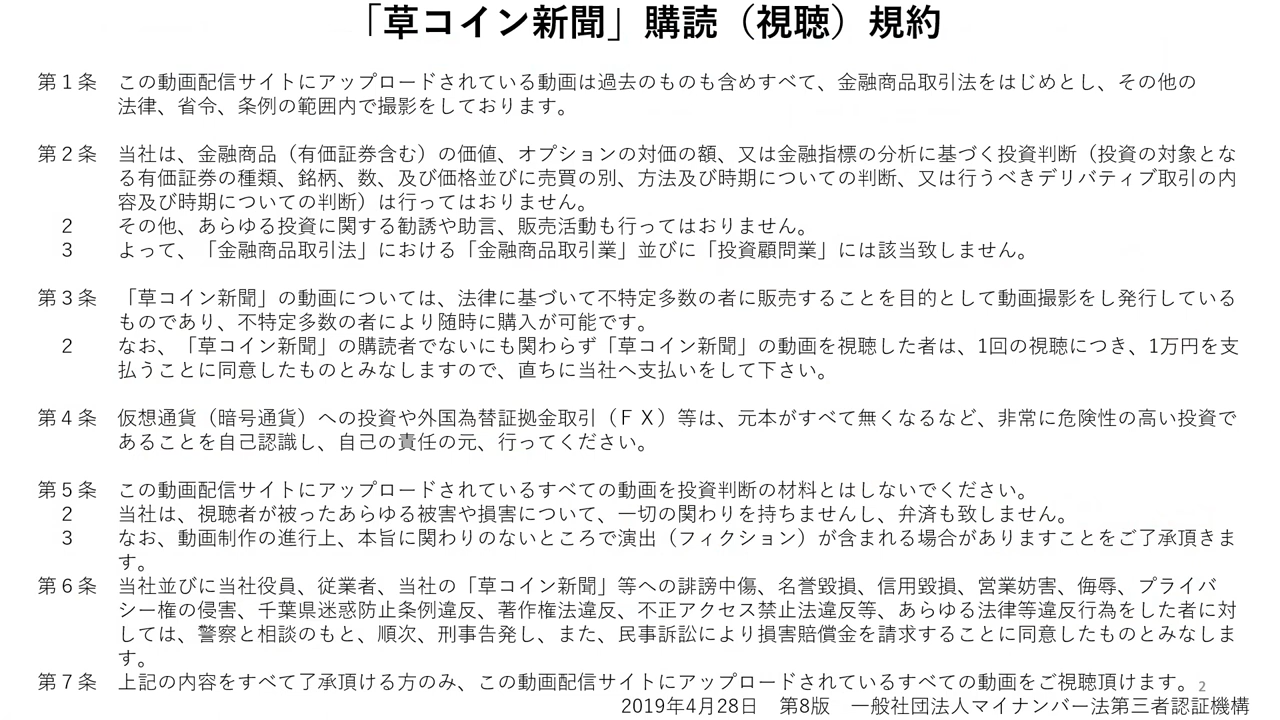 「草コイン新聞」購読（視聴）規約
第１条 この動画配信サイトにアップロードされている動画は過去のものも含めすべて、金融商品取引法をはじめとし、その他の
法律、省令、条例の範囲内で撮影をしております。
第２条 当社は、金融商品（有価証券含む）の価値、オプションの対価の額、又は金融指標の分析に基づく投資判断（投資の対象とな
る有価証券の種類、銘柄、数、及び価格並びに売買の別、方法及び時期についての判断、又は行うべきデリバティブ取引の内
容及び時期についての判断）は行ってはおりません。
2 その他、あらゆる投資に関する勧誘や助言、販売活動も行ってはおりません。
3 よって、「金融商品取引法」における「金融商品取引業」並びに「投資顧問業」には該当致しません。
第３条 「草コイン新聞」の動画については、法律に基づいて不特定多数の者に販売することを目的として動画撮影をし発行している
ものであり、不特定多数の者により随時に購入が可能です。
2 なお、「草コイン新聞」の購読者でないにも関わらず「草コイン新聞」の動画を視聴した者は、1回の視聴につき、1万円を支
払うことに同意したものとみなしますので、直ちに当社へ支払いをして下さい。
第４条 仮想通貨（暗号通貨）への投資や外国為替証拠金取引（ＦＸ）等は、元本がすべて無くなるなど、非常に危険性の高い投資で
あることを自己認識し、自己の責任の元、行ってください。
第５条 この動画配信サイトにアップロードされているすべての動画を投資判断の材料とはしないでください。
2 当社は、視聴者が被ったあらゆる被害や損害について、一切の関わりを持ちませんし、弁済も致しません。
3 なお、動画制作の進行上、本旨に関わりのないところで演出（フィクション）が含まれる場合がありますことをご了承頂きま
す。
第６条 当社並びに当社役員、従業者、当社の「草コイン新聞」等への誹謗中傷、名誉毀損、信用毀損、営業妨害、侮辱、プライバ
シー権の侵害、千葉県迷惑防止条例違反、著作権法違反、不正アクセス禁止法違反等、あらゆる法律等違反行為をした者に対
しては、警察と相談のもと、順次、刑事告発し、また、民事訴訟により損害賠償金を請求することに同意したものとみなしま
す。
第７条 上記の内容をすべて了承頂ける方のみ、この動画配信サイトにアップロードされているすべての動画をご視聴頂けます。 2
2019年4月28日 第8版 一般社団法人マイナンバー法第三者認証機構